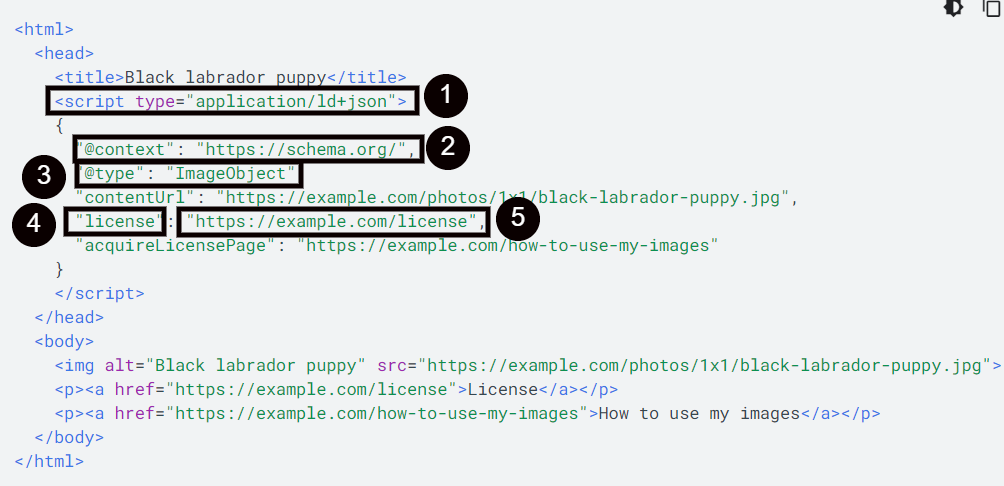 <html>
<head>
<title>Black labrador puppy</title>
<script type="application/ld+json"> 1
{
"@context": "https://schema.org/", 2
3 "@type": "ImageObject"
"contentUrl": "https://example.com/photos/1x1/black-labrador-puppy.jpg",
4 "license": "https://example.com/license", 5
"acquireLicensePage": "https://example.com/how-to-use-my-images"
}
</script>
</head>
<body>
<img alt="Black labrador puppy" src="https://example.com/photos/1x1/black-labrador-puppy.jpg">
<p><a href="https://example.com/license">License</a></p>
<p><a href="https://example.com/how-to-use-my-images">How to use my images</a></p>
</body>
</html>